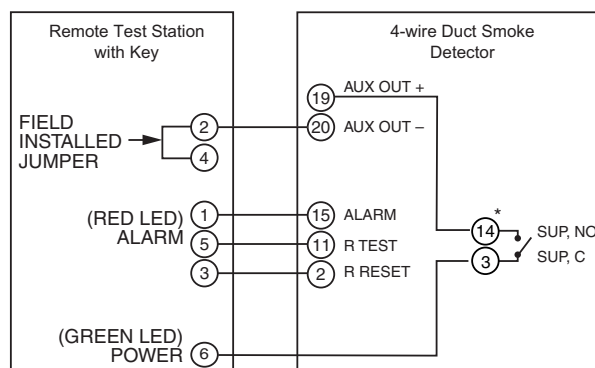 Remote Test Station
with Key
4-wire Duct Smoke
Detector
19 AUX OUT +
FIELD
INSTALLED
JUMPER
2
4
20 AUX OUT –
(RED LED)
ALARM
1
5
3
15 ALARM
11 R TEST
2 R RESET
*
14 SUP, NO
3 SUP, C
(GREEN LED)
POWER 6